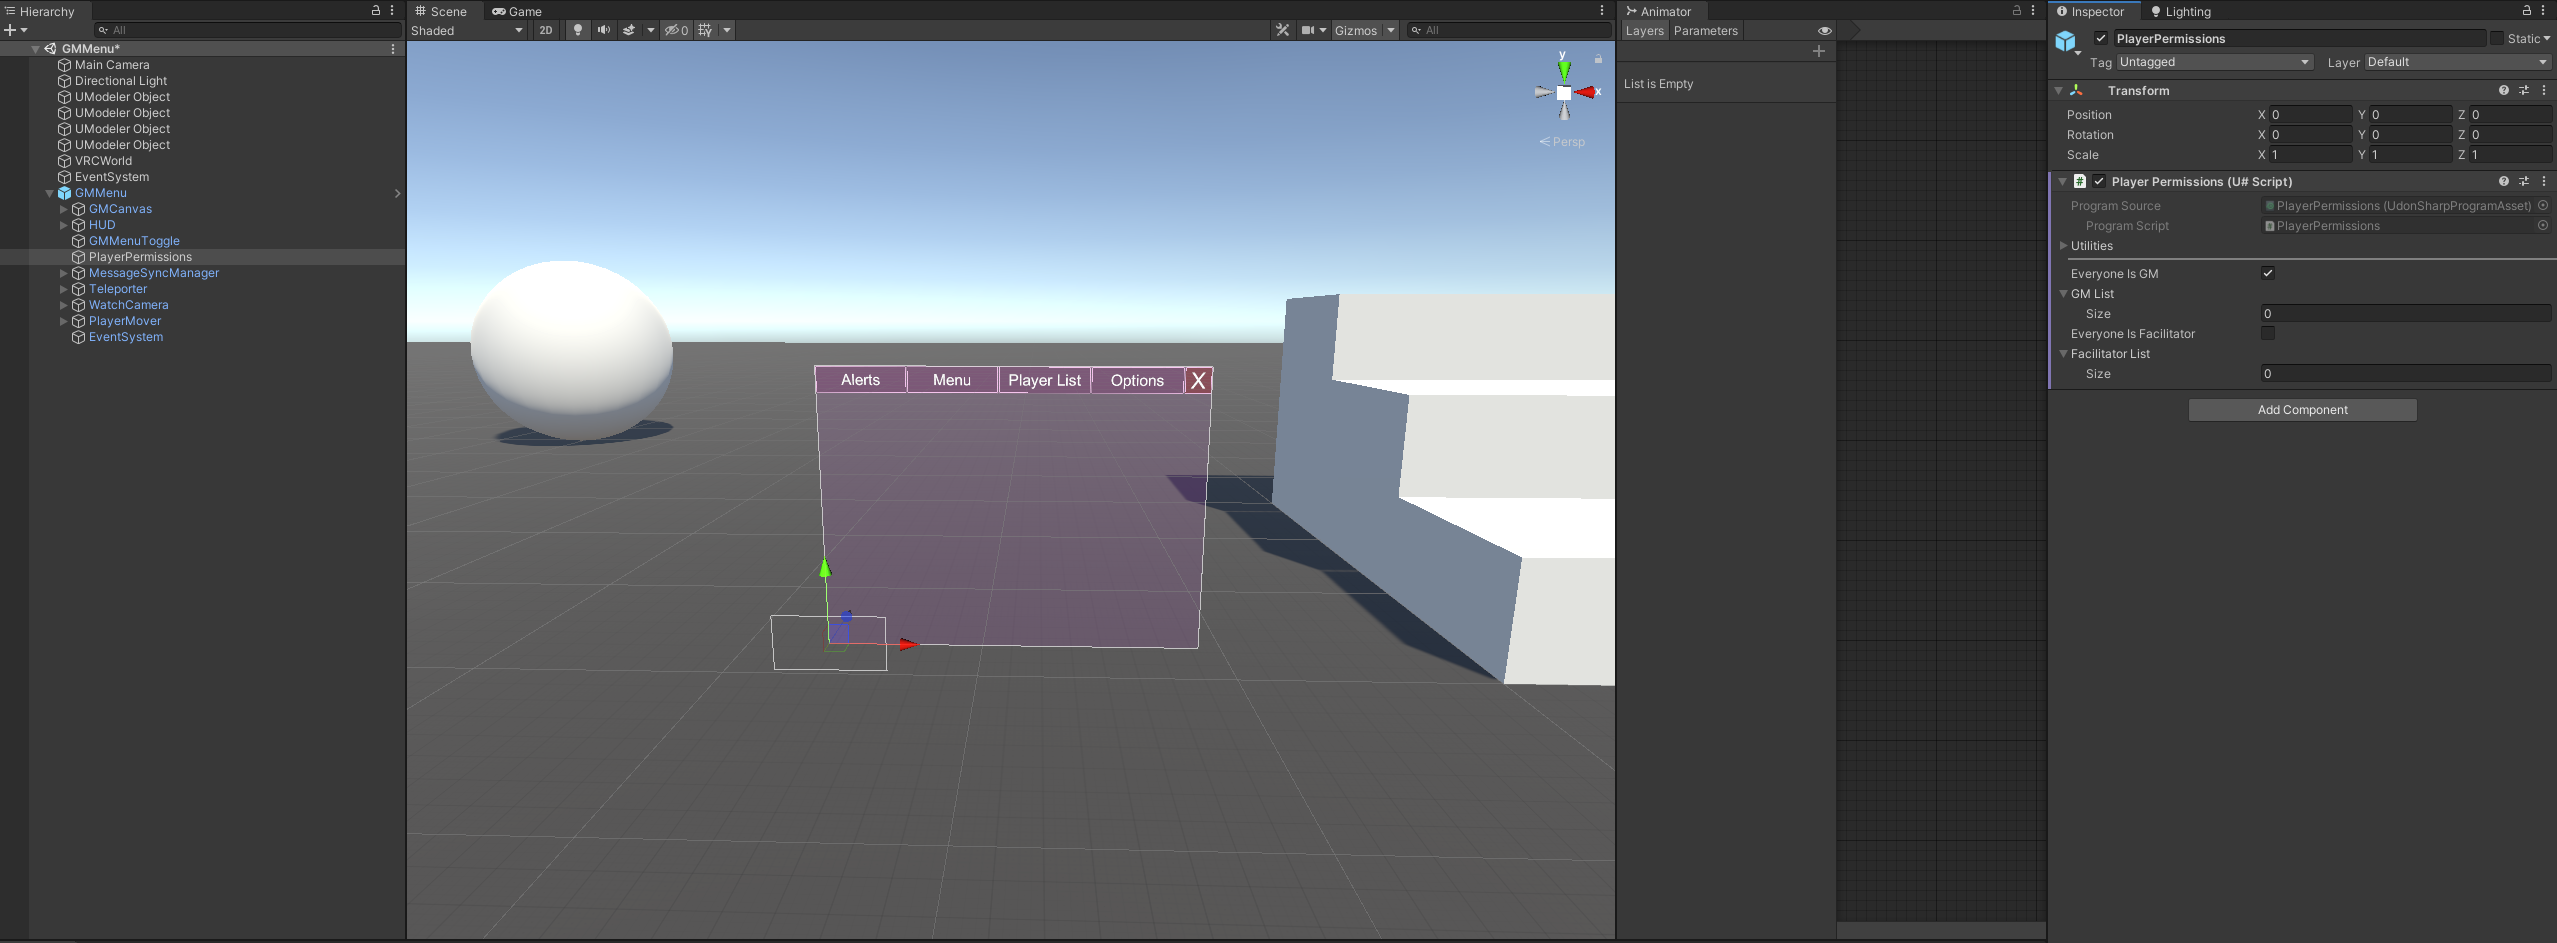 Hierarchy
All
GMMenu*
Main Camera
Directional Light
UModeler Object
UModeler Object
UModeler Object
UModeler Object
VRCWorld
EventSystem
GMMenu
GMCanvas
HUD
GMMenuToggle
PlayerPermissions
MessageSyncManager
Teleporter
WatchCamera
PlayerMover
EventSystem
Scene Game
Shaded 2D 0 Gizmos All
y
x
Persp
Alerts Menu Player List Options X
Animator
Layers Parameters
List is Empty
Inspector Lighting
PlayerPermissions Static
Tag Untagged Layer Default
Transform
Position X 0 Y 0 Z 0
Rotation X 0 Y 0 Z 0
Scale X 1 Y 1 Z 1
# Player Permissions (U# Script)
Program Source PlayerPermissions (UdonSharpProgramAsset)
Program Script PlayerPermissions
Utilities
Everyone Is GM
GM List
Size 0
Everyone Is Facilitator
Facilitator List
Size 0
Add Component